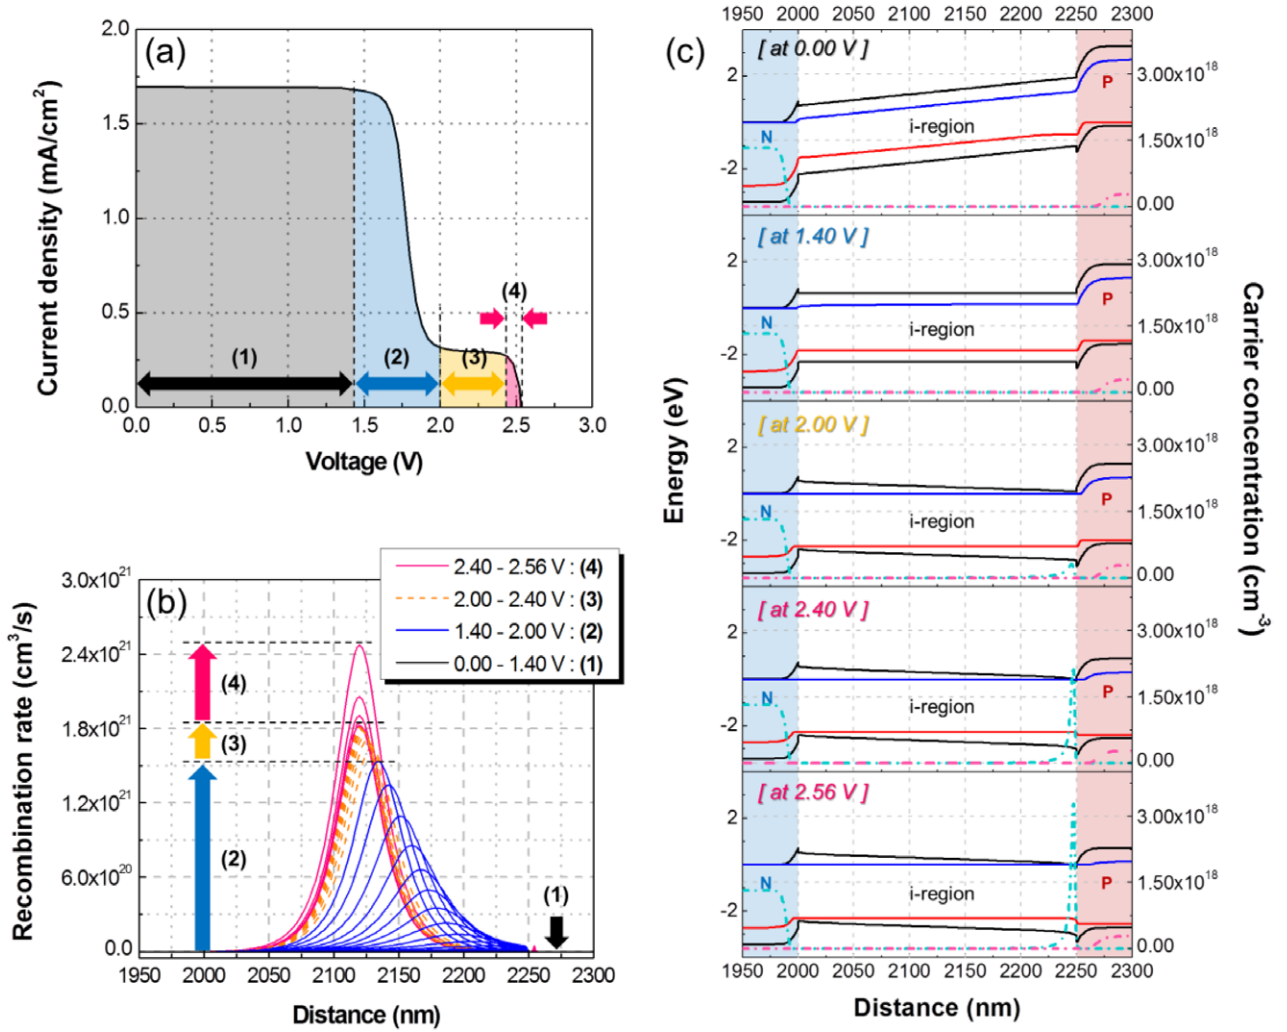 (a)
2.0
1.5
1.0
0.5
0.0
Current density (mA/cm²)
(1)
(2)
(3)
(4)
0.0 0.5 1.0 1.5 2.0 2.5 3.0
Voltage (V)
(b)
2.40 - 2.56 V : (4)
2.00 - 2.40 V : (3)
1.40 - 2.00 V : (2)
0.00 - 1.40 V : (1)
3.0x10²¹
2.4x10²¹
1.8x10²¹
1.2x10²¹
6.0x10²⁰
0.0
Recombination rate (cm³/s)
(4)
(3)
(2)
(1)
1950 2000 2050 2100 2150 2200 2250 2300
Distance (nm)
(c)
1950 2000 2050 2100 2150 2200 2250 2300
[ at 0.00 V ]
2
-2
N
i-region
P
3.00x10¹⁸
1.50x10¹⁸
0.00
[ at 1.40 V ]
2
-2
N
i-region
P
3.00x10¹⁸
1.50x10¹⁸
0.00
[ at 2.00 V ]
2
-2
N
i-region
P
3.00x10¹⁸
1.50x10¹⁸
0.00
[ at 2.40 V ]
2
-2
N
i-region
P
3.00x10¹⁸
1.50x10¹⁸
0.00
[ at 2.56 V ]
2
-2
N
i-region
P
3.00x10¹⁸
1.50x10¹⁸
0.00
Energy (eV)
Carrier concentration (cm⁻³)
1950 2000 2050 2100 2150 2200 2250 2300
Distance (nm)